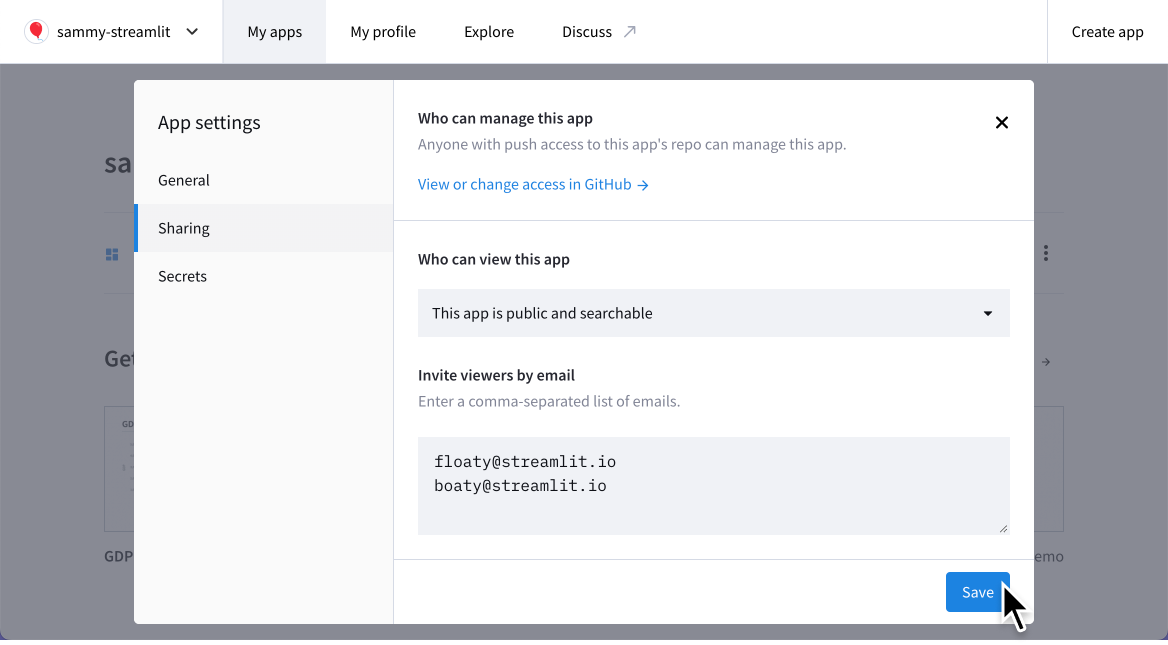 sammy-streamlit
My apps
My profile
Explore
Discuss
Create app
App settings
General
Sharing
Secrets
Who can manage this app
Anyone with push access to this app's repo can manage this app.
View or change access in GitHub →
Who can view this app
This app is public and searchable
Invite viewers by email
Enter a comma-separated list of emails.
floaty@streamlit.io
boaty@streamlit.io
Save
sa
Get
GD
GDP
emo